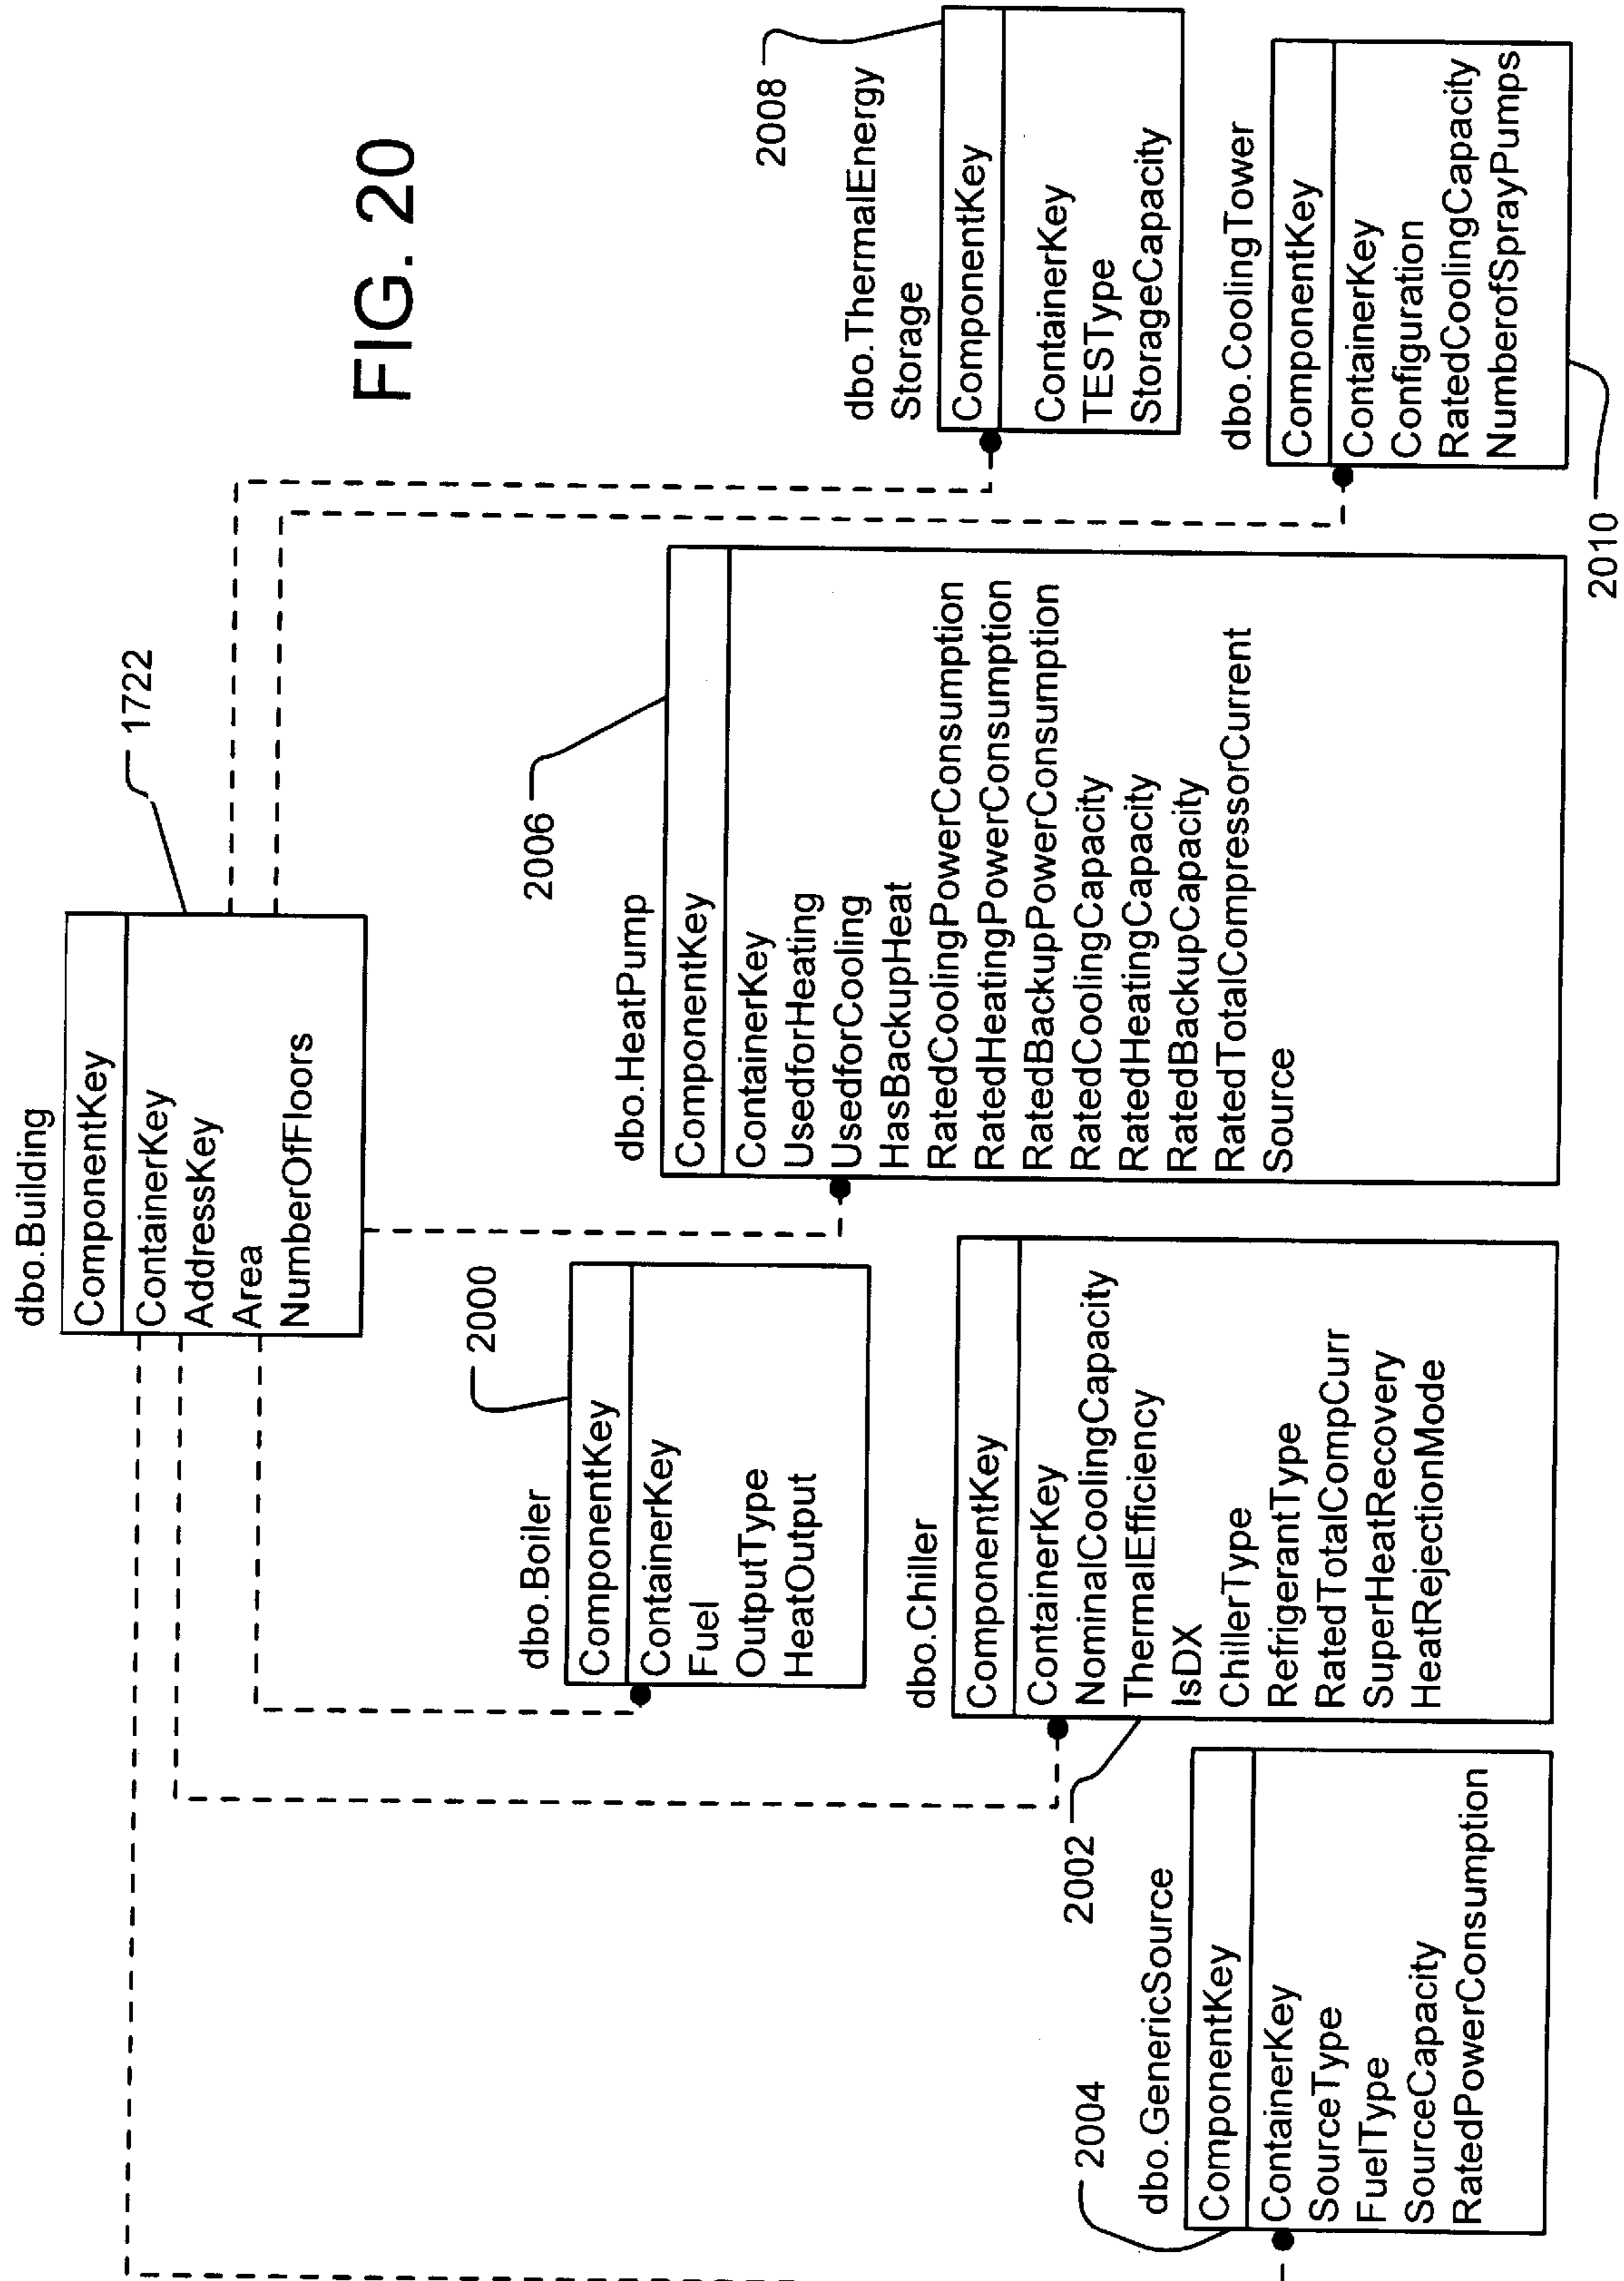 FIG. 20
dbo.Building
ComponentKey
ContainerKey
AddressKey
Area
NumberOfFloors
1722
dbo.Boiler
ComponentKey
ContainerKey
Fuel
OutputType
HeatOutput
2000
dbo.Chiller
ComponentKey
ContainerKey
NominalCoolingCapacity
ThermalEfficiency
IsDX
ChillerType
RefrigerantType
RatedTotalCompCurr
SuperHeatRecovery
HeatRejectionMode
2002
dbo.GenericSource
ComponentKey
ContainerKey
SourceType
FuelType
SourceCapacity
RatedPowerConsumption
2004
dbo.HeatPump
ComponentKey
ContainerKey
UsedforHeating
UsedforCooling
HasBackupHeat
RatedCoolingPowerConsumption
RatedHeatingPowerConsumption
RatedBackupPowerConsumption
RatedCoolingCapacity
RatedHeatingCapacity
RatedBackupCapacity
RatedTotalCompressorCurrent
Source
2006
dbo.ThermalEnergy
Storage
ComponentKey
ContainerKey
TESType
StorageCapacity
2008
dbo.CoolingTower
ComponentKey
ContainerKey
Configuration
RatedCoolingCapacity
NumberofSprayPumps
2010